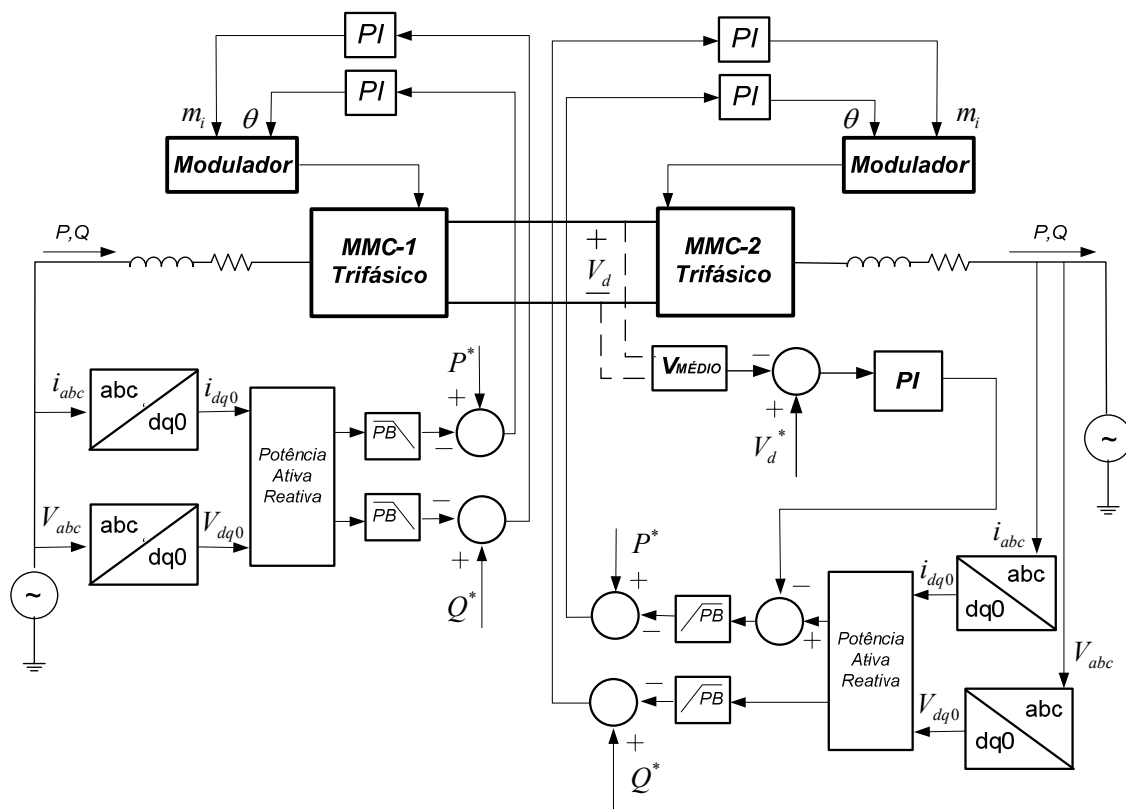 PI
PI
m_i
θ
Modulador
PI
PI
θ
m_i
Modulador
P,Q
MMC-1
Trifásico
+
V_d
−
MMC-2
Trifásico
P,Q
i_abc
abc
dq0
i_dq0
V_abc
abc
dq0
V_dq0
Potência
Ativa
Reativa
PB
PB
P*
+
−
−
+
Q*
~
VMÉDIO
−
+
V_d*
PI
~
P*
+
−
PB
−
+
−
PB
+
Q*
Potência
Ativa
Reativa
i_abc
i_dq0
abc
dq0
V_abc
V_dq0
abc
dq0